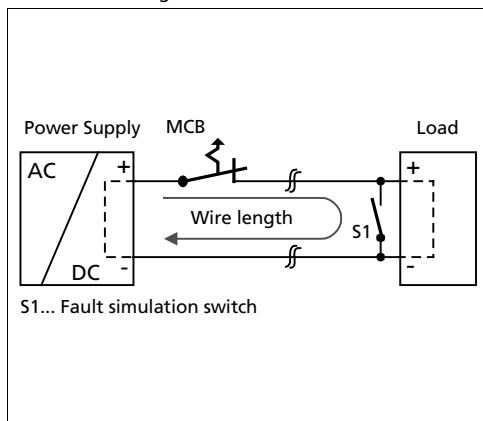 Power Supply MCB Load
AC + +
Wire length
S1
DC - -
S1... Fault simulation switch